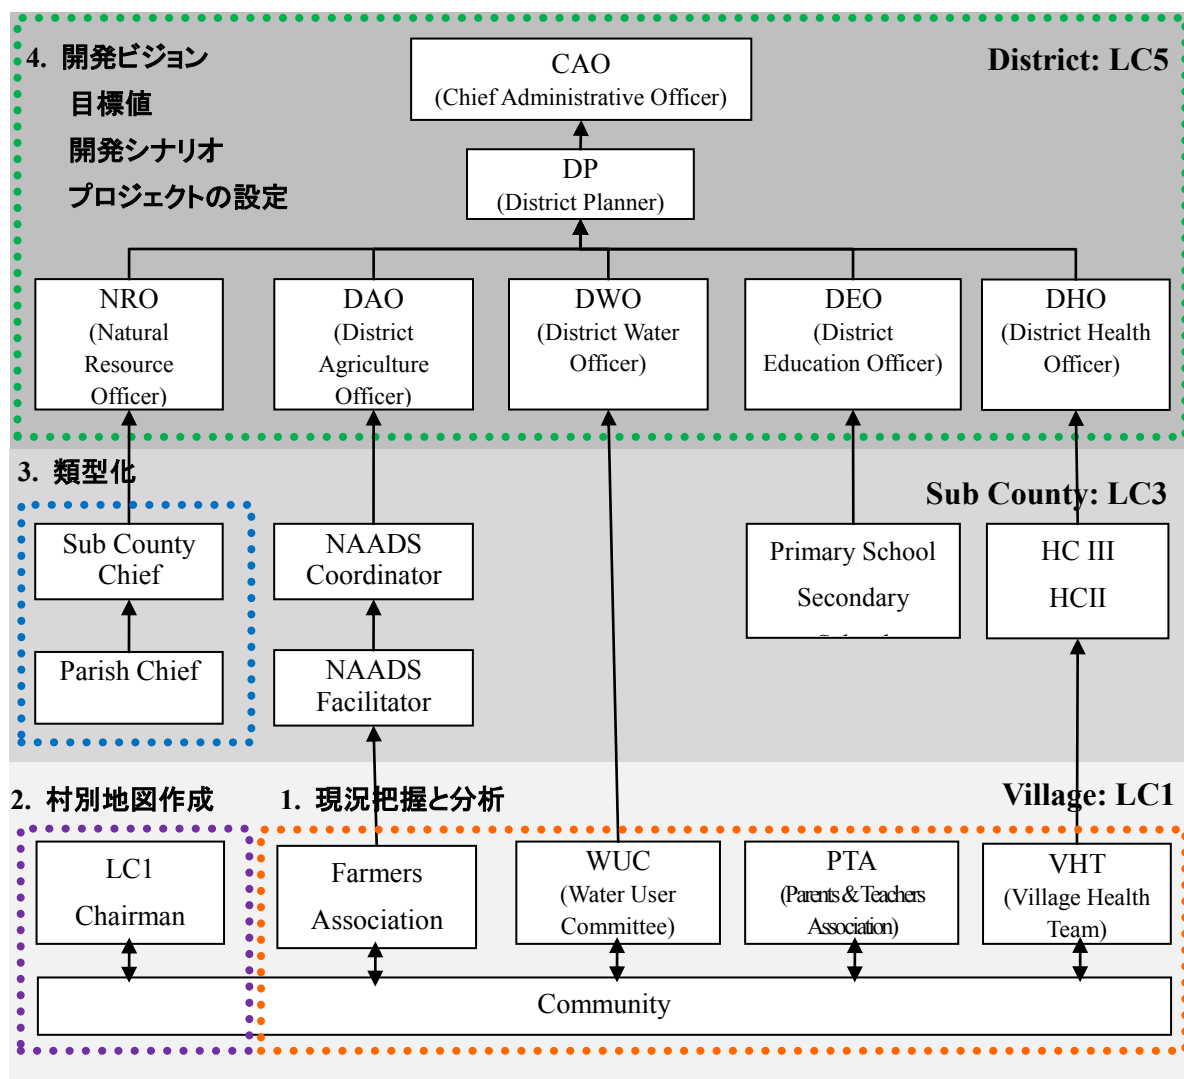 4. 開発ビジョン
目標値
開発シナリオ
プロジェクトの設定
District: LC5
CAO
(Chief Administrative Officer)
DP
(District Planner)
NRO
(Natural
Resource
Officer)
DAO
(District
Agriculture
Officer)
DWO
(District Water
Officer)
DEO
(District
Education Officer)
DHO
(District Health
Officer)
3. 類型化
Sub County: LC3
Sub County
Chief
NAADS
Coordinator
Primary School
Secondary
HC III
HCII
Parish Chief
NAADS
Facilitator
2. 村別地図作成
1. 現況把握と分析
Village: LC1
LC1
Chairman
Farmers
Association
WUC
(Water User
Committee)
PTA
(Parents & Teachers
Association)
VHT
(Village Health
Team)
Community